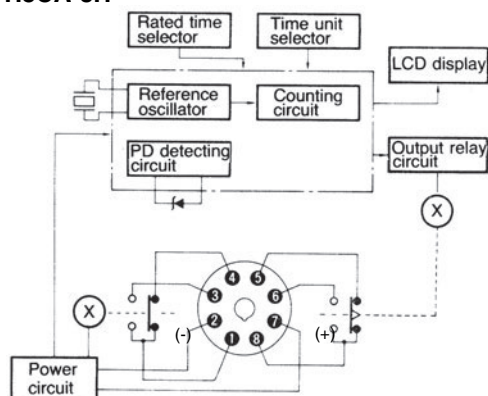 Rated time
selector
Time unit
selector
LCD display
Reference
oscillator
Counting
circuit
PD detecting
circuit
Output relay
circuit
X
4 5
3 6
X
(-) 2 7 (+)
1 8
Power
circuit